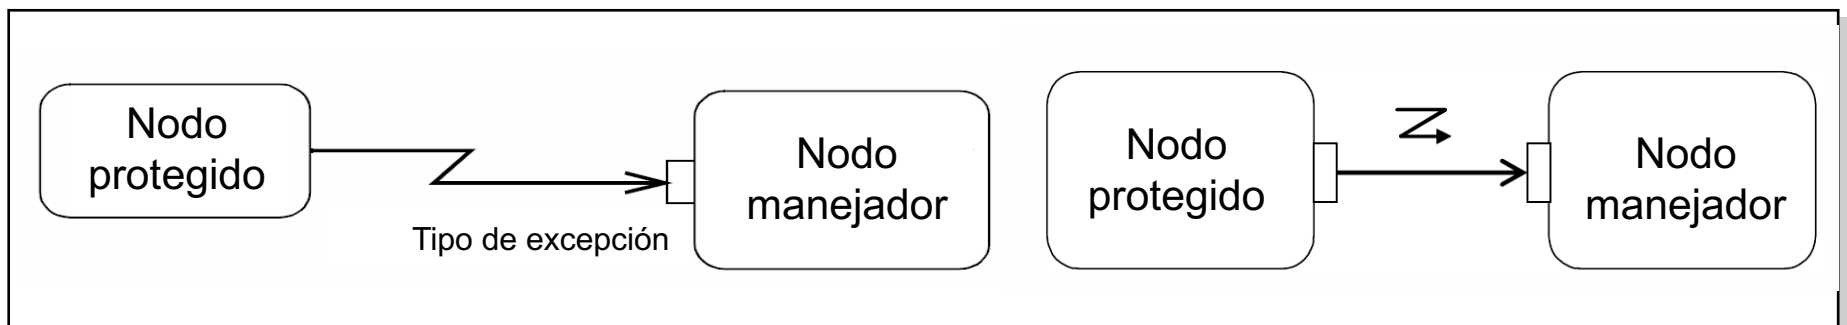 Nodo
protegido
Tipo de excepción
Nodo
manejador
Nodo
protegido
Nodo
manejador